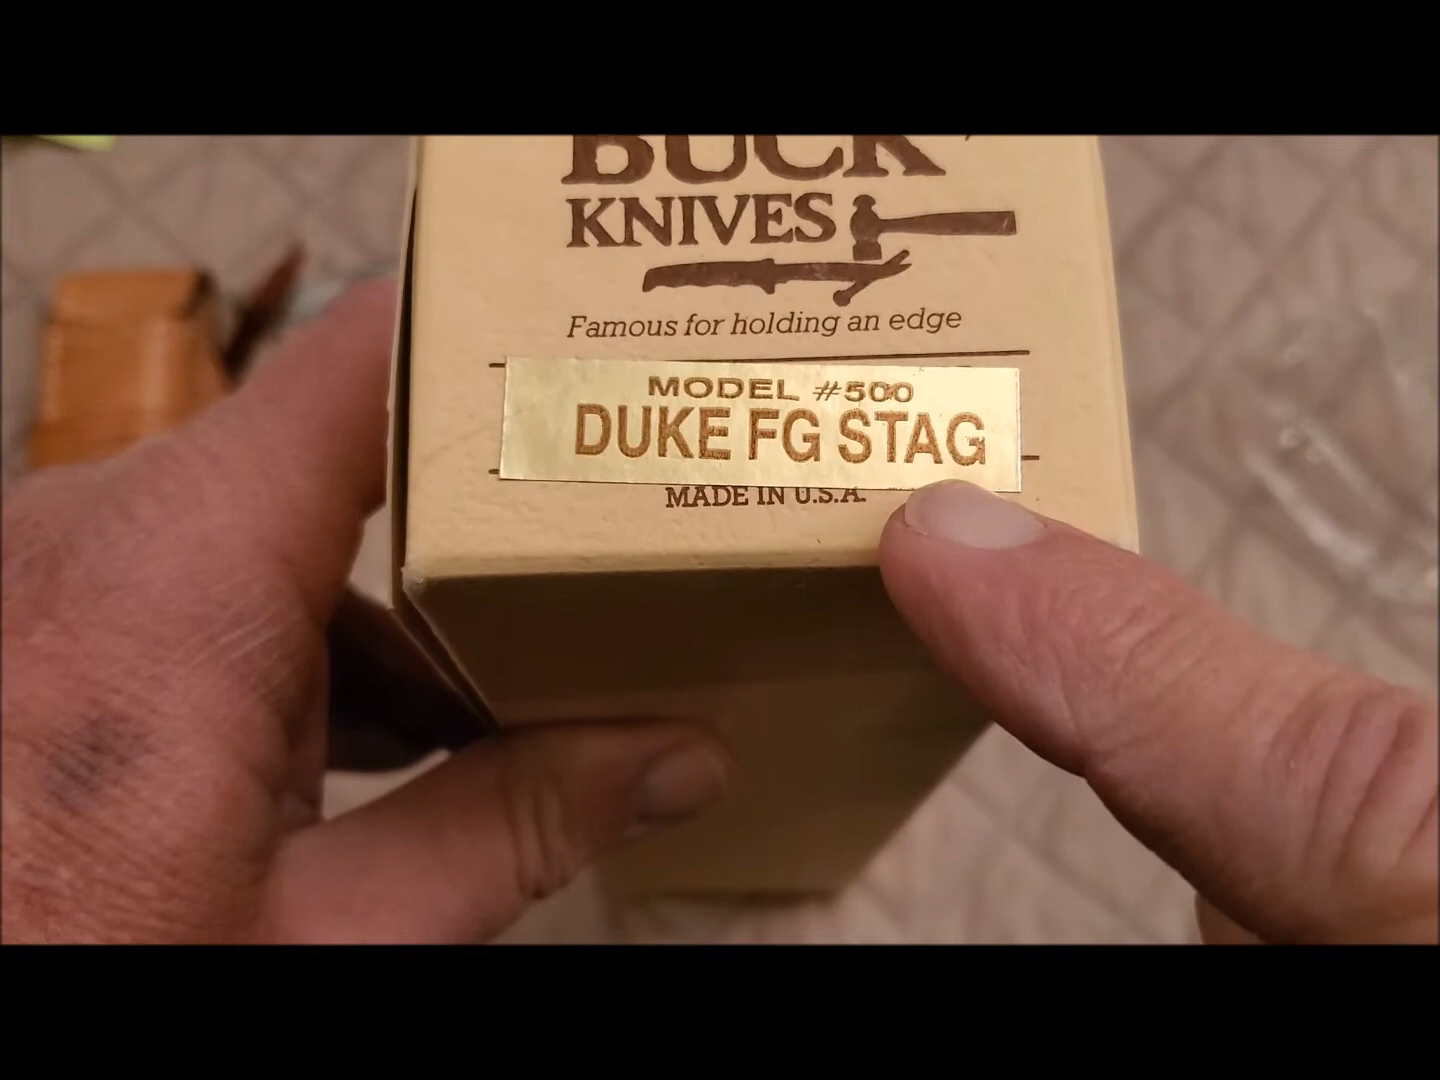 BUCK
KNIVES
Famous for holding an edge
MODEL #500
DUKE FG STAG
MADE IN U.S.A.